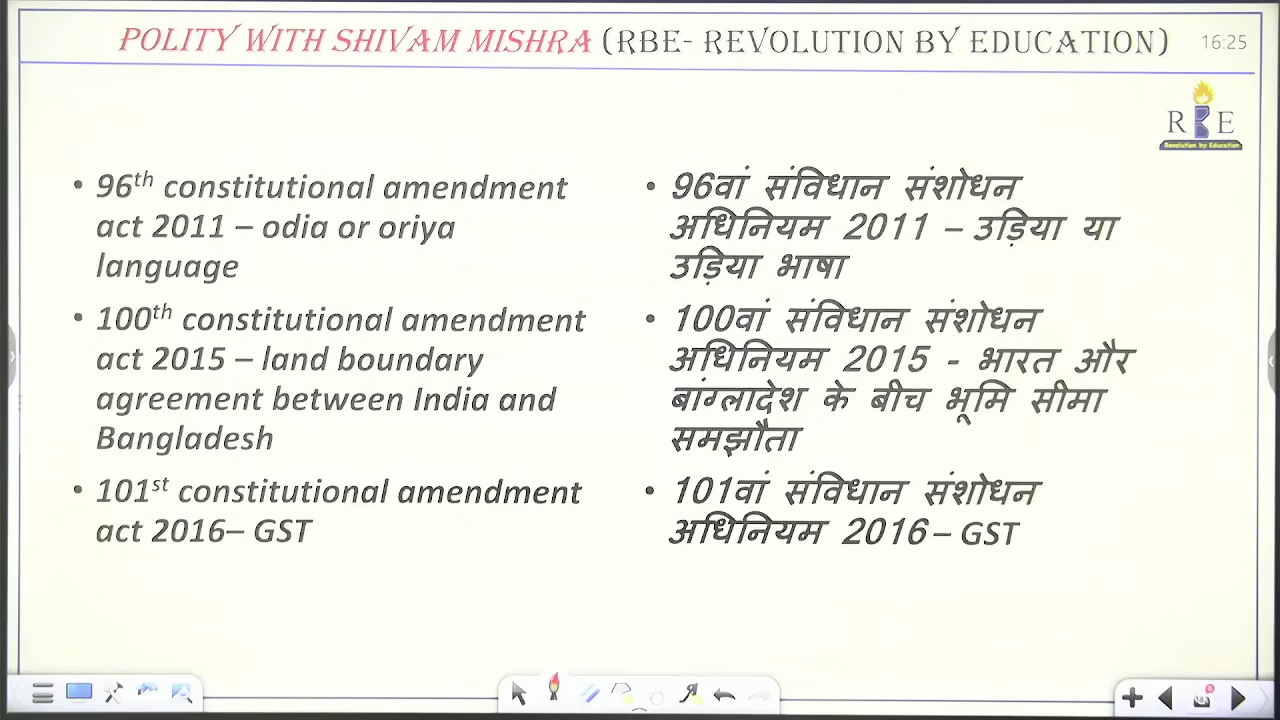 POLITY WITH SHIVAM MISHRA (RBE- REVOLUTION BY EDUCATION)
16:25
RBE
Revolution by Education
• 96th constitutional amendment
act 2011 – odia or oriya
language
• 100th constitutional amendment
act 2015 – land boundary
agreement between India and
Bangladesh
• 101st constitutional amendment
act 2016– GST
• 96वां संविधान संशोधन
अधिनियम 2011 – उड़िया या
उड़िया भाषा
• 100वां संविधान संशोधन
अधिनियम 2015 - भारत और
बांग्लादेश के बीच भूमि सीमा
समझौता
• 101वां संविधान संशोधन
अधिनियम 2016 – GST